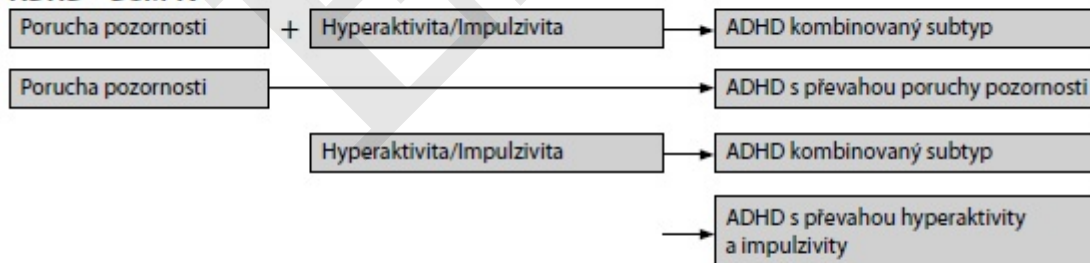 Porucha pozornosti + Hyperaktivita/Impulzivita ADHD kombinovaný subtyp
Porucha pozornosti ADHD s převahou poruchy pozornosti
Hyperaktivita/Impulzivita ADHD kombinovaný subtyp
ADHD s převahou hyperaktivity
a impulzivity